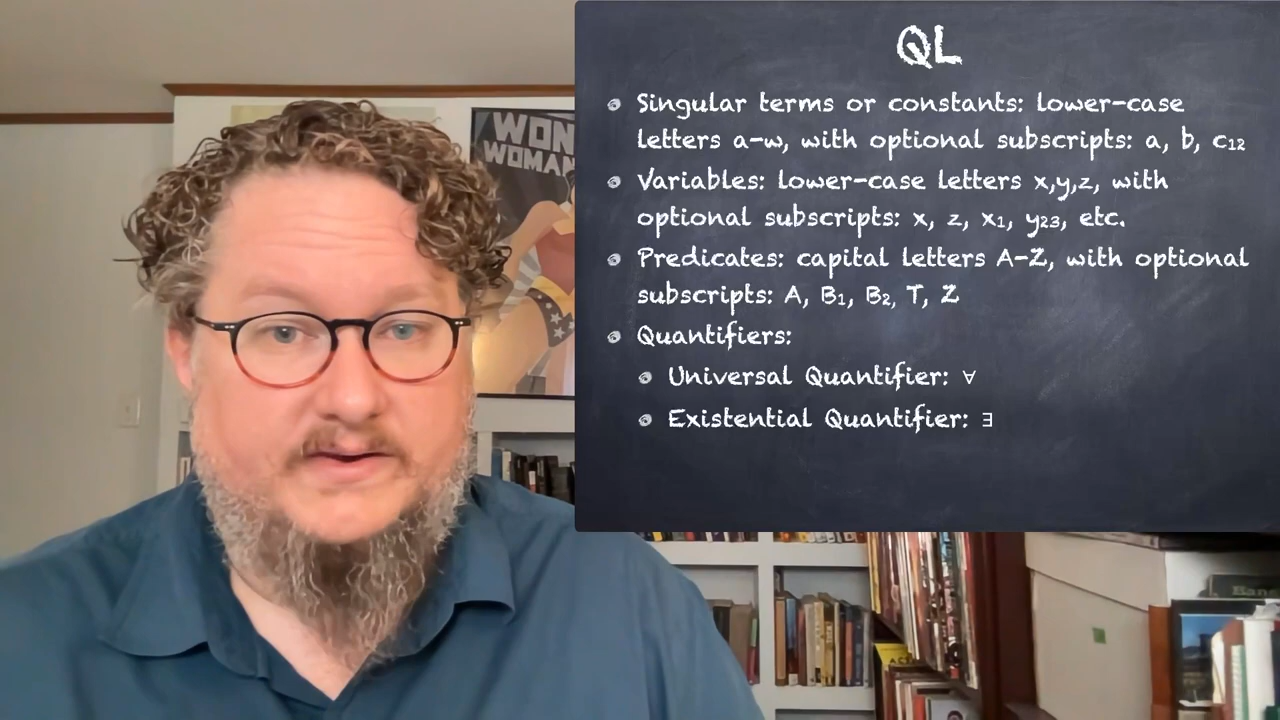 WON
WOMAN
QL
Singular terms or constants: lower-case
letters a-w, with optional subscripts: a, b, c₁₂
Variables: lower-case letters x,y,z, with
optional subscripts: x, z, x₁, y₂₃, etc.
Predicates: capital letters A-Z, with optional
subscripts: A, B₁, B₂, T, Z
Quantifiers:
Universal Quantifier: ∀
Existential Quantifier: ∃